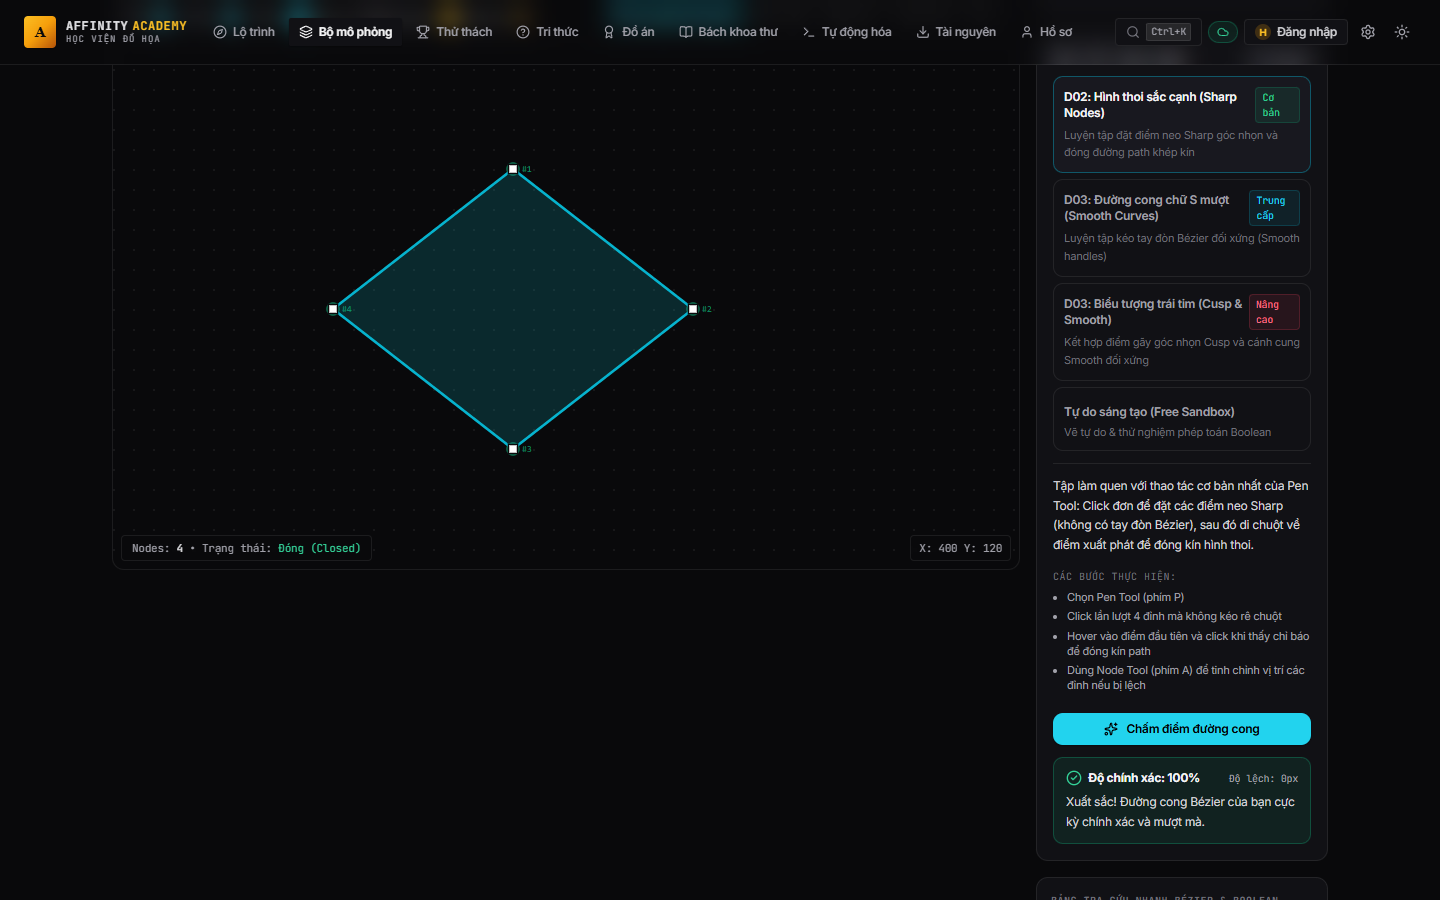 A
AFFINITY ACADEMY
HỌC VIỆN ĐỒ HỌA
Lộ trình
Bộ mô phỏng
Thử thách
Tri thức
Đồ án
Bách khoa thư
Tự động hóa
Tài nguyên
Hồ sơ
Ctrl+K
H
Đăng nhập
#1
#2
#3
#4
Nodes: 4 • Trạng thái: Đóng (Closed)
X: 400 Y: 120
D02: Hình thoi sắc cạnh (Sharp
Nodes)
Cơ
bản
Luyện tập đặt điểm neo Sharp góc nhọn và
đóng đường path khép kín
D03: Đường cong chữ S mượt
(Smooth Curves)
Trung
cấp
Luyện tập kéo tay đòn Bézier đối xứng (Smooth
handles)
D03: Biểu tượng trái tim (Cusp &
Smooth)
Nâng
cao
Kết hợp điểm gãy góc nhọn Cusp và cánh cung
Smooth đối xứng
Tự do sáng tạo (Free Sandbox)
Vẽ tự do & thử nghiệm phép toán Boolean
Tập làm quen với thao tác cơ bản nhất của Pen
Tool: Click đơn để đặt các điểm neo Sharp
(không có tay đòn Bézier), sau đó di chuột về
điểm xuất phát để đóng kín hình thoi.
CÁC BƯỚC THỰC HIỆN:
• Chọn Pen Tool (phím P)
• Click lần lượt 4 đỉnh mà không kéo rê chuột
• Hover vào điểm đầu tiên và click khi thấy chỉ báo
để đóng kín path
• Dùng Node Tool (phím A) để tinh chỉnh vị trí các
đỉnh nếu bị lệch
Chấm điểm đường cong
Độ chính xác: 100%
Độ lệch: 0px
Xuất sắc! Đường cong Bézier của bạn cực
kỳ chính xác và mượt mà.